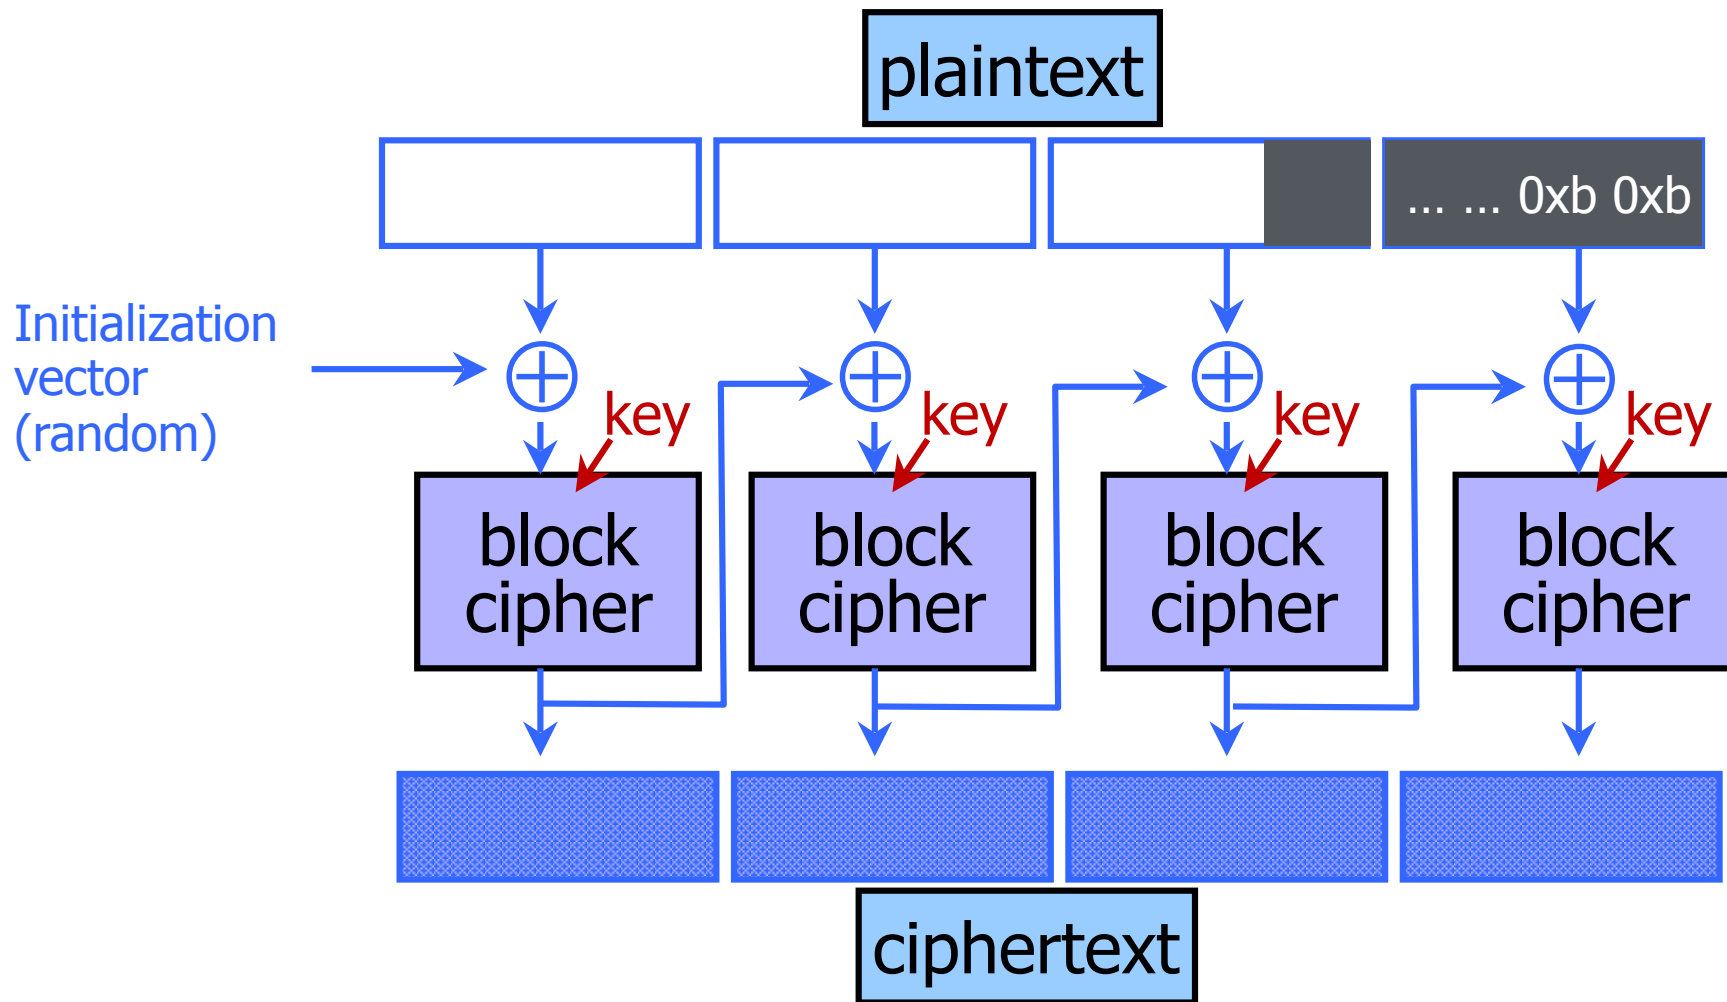 plaintext
... ... 0xb 0xb
Initialization
vector
(random)
key
key
key
key
block
cipher
block
cipher
block
cipher
block
cipher
ciphertext